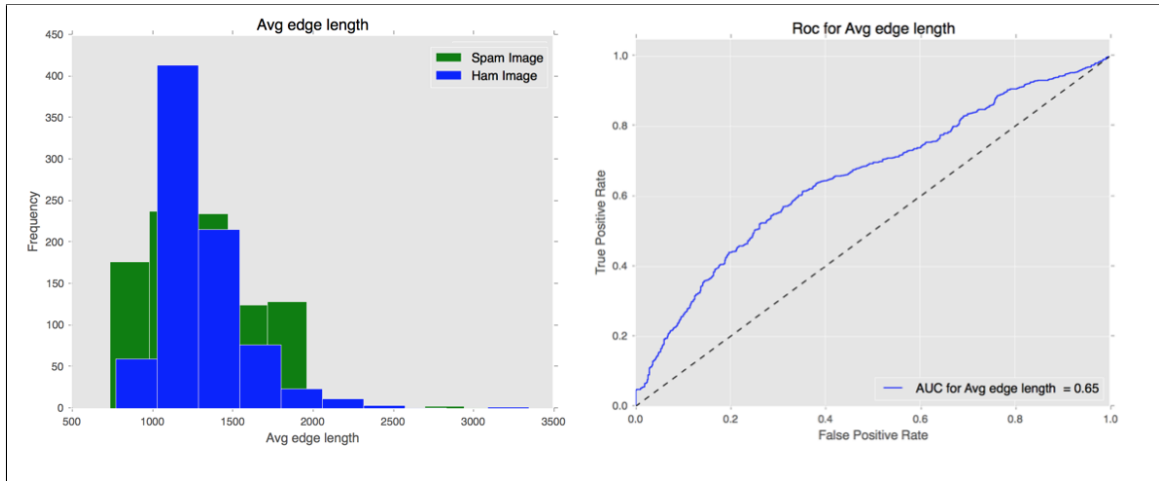 Avg edge length
450
400
350
300
250
200
150
100
50
0
Frequency
Spam Image
Ham Image
500 1000 1500 2000 2500 3000 3500
Avg edge length
Roc for Avg edge length
1.0
0.8
0.6
0.4
0.2
0.0
True Positive Rate
AUC for Avg edge length = 0.65
0.0 0.2 0.4 0.6 0.8 1.0
False Positive Rate